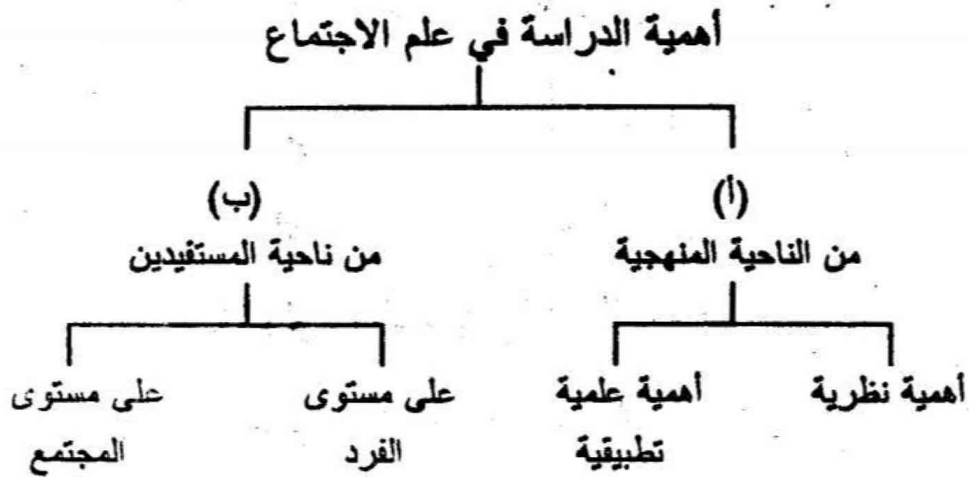 أهمية الدراسة في علم الاجتماع
(أ)
من الناحية المنهجية
أهمية نظرية
أهمية علمية
تطبيقية
(ب)
من ناحية المستفيدين
على مستوى
الفرد
على مستوى
المجتمع